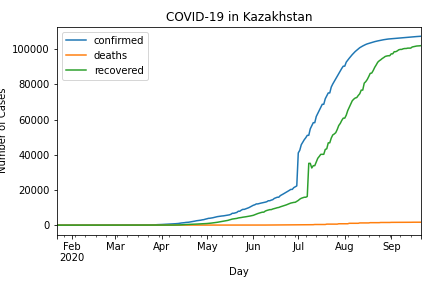 COVID-19 in Kazakhstan
confirmed
deaths
recovered
100000
80000
60000
40000
20000
0
Number of Cases
Feb
2020
Mar
Apr
May
Jun
Jul
Aug
Sep
Day